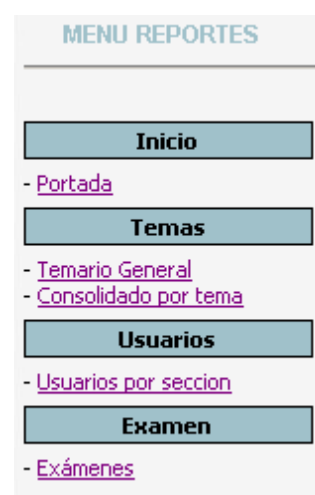 MENU REPORTES
Inicio
- Portada
Temas
- Temario General
- Consolidado por tema
Usuarios
- Usuarios por seccion
Examen
- Exámenes